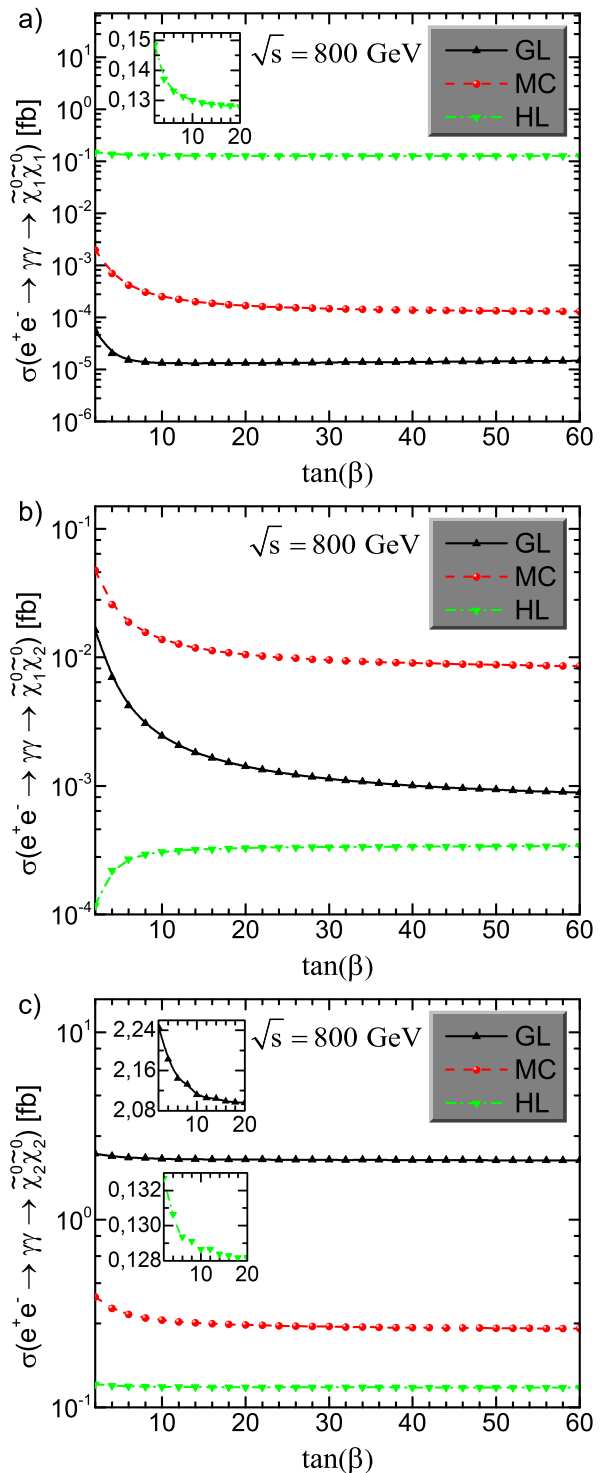 a)
0,15
0,14
0,13
10 20
√s = 800 GeV
GL
MC
HL
10¹
10⁰
10⁻¹
10⁻²
10⁻³
10⁻⁴
10⁻⁵
10⁻⁶
σ(e⁺e⁻ → γγ → χ̃₁⁰χ̃₁⁰) [fb]
10 20 30 40 50 60
tan(β)
b)
√s = 800 GeV
GL
MC
HL
10⁻¹
10⁻²
10⁻³
10⁻⁴
σ(e⁺e⁻ → γγ → χ̃₁⁰χ̃₂⁰) [fb]
10 20 30 40 50 60
tan(β)
c)
2,24
2,16
2,08
10 20
√s = 800 GeV
GL
MC
HL
0,132
0,130
0,128
10 20
10¹
10⁰
10⁻¹
σ(e⁺e⁻ → γγ → χ̃₂⁰χ̃₂⁰) [fb]
10 20 30 40 50 60
tan(β)